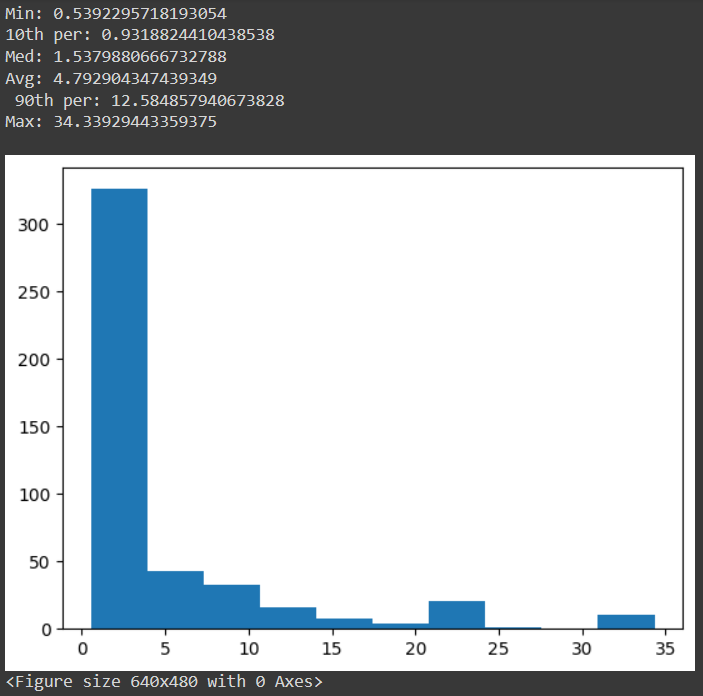 Min: 0.5392295718193054
10th per: 0.9318824410438538
Med: 1.5379880666732788
Avg: 4.792904347439349
 90th per: 12.584857940673828
Max: 34.33929443359375
300
250
200
150
100
50
0
0 5 10 15 20 25 30 35
<Figure size 640x480 with 0 Axes>